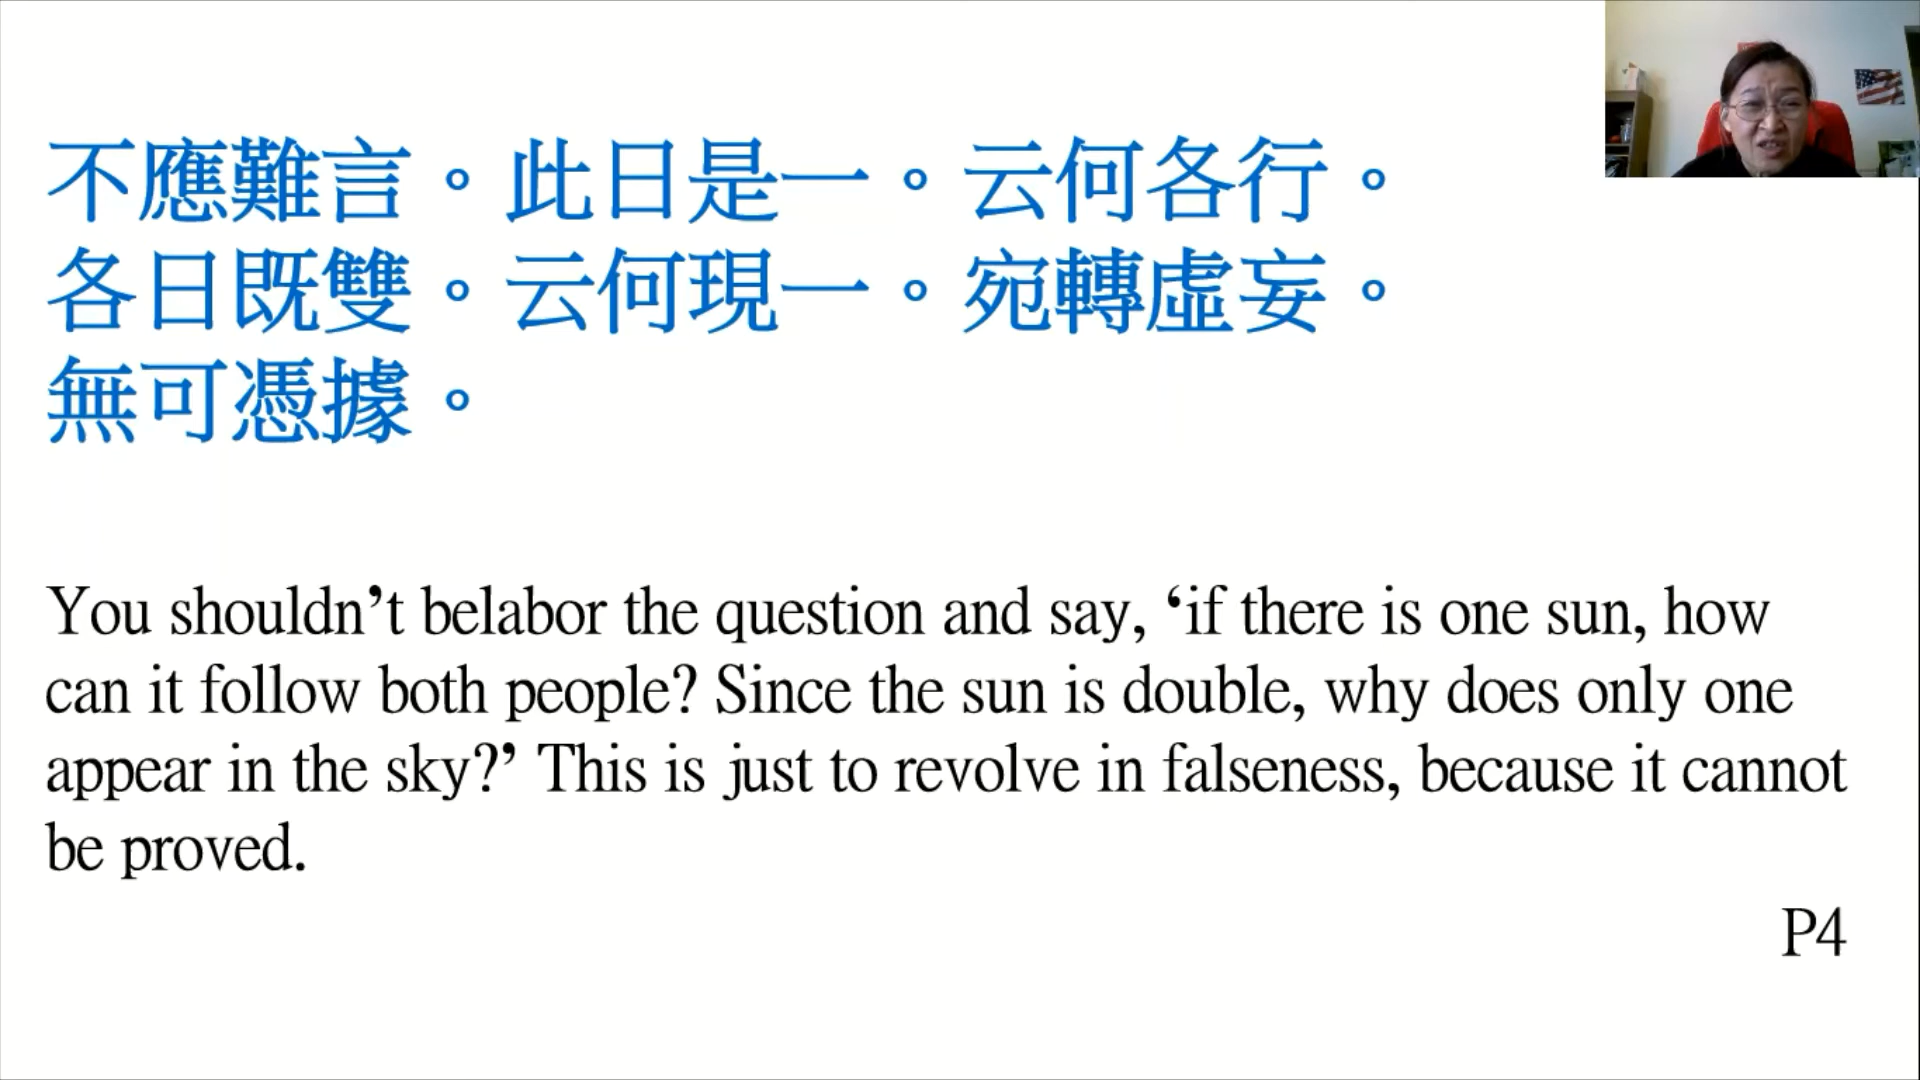 不應難言。此日是一。云何各行。
各日既雙。云何現一。宛轉虛妄。
無可憑據。
You shouldn’t belabor the question and say, ‘if there is one sun, how
can it follow both people? Since the sun is double, why does only one
appear in the sky?’ This is just to revolve in falseness, because it cannot
be proved.
P4